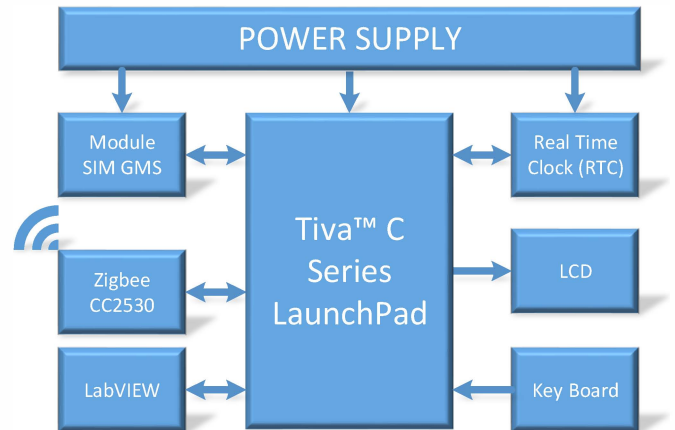 POWER SUPPLY
Module
SIM GMS
Real Time
Clock (RTC)
Tiva™ C
Series
LaunchPad
Zigbee
CC2530
LCD
LabVIEW
Key Board